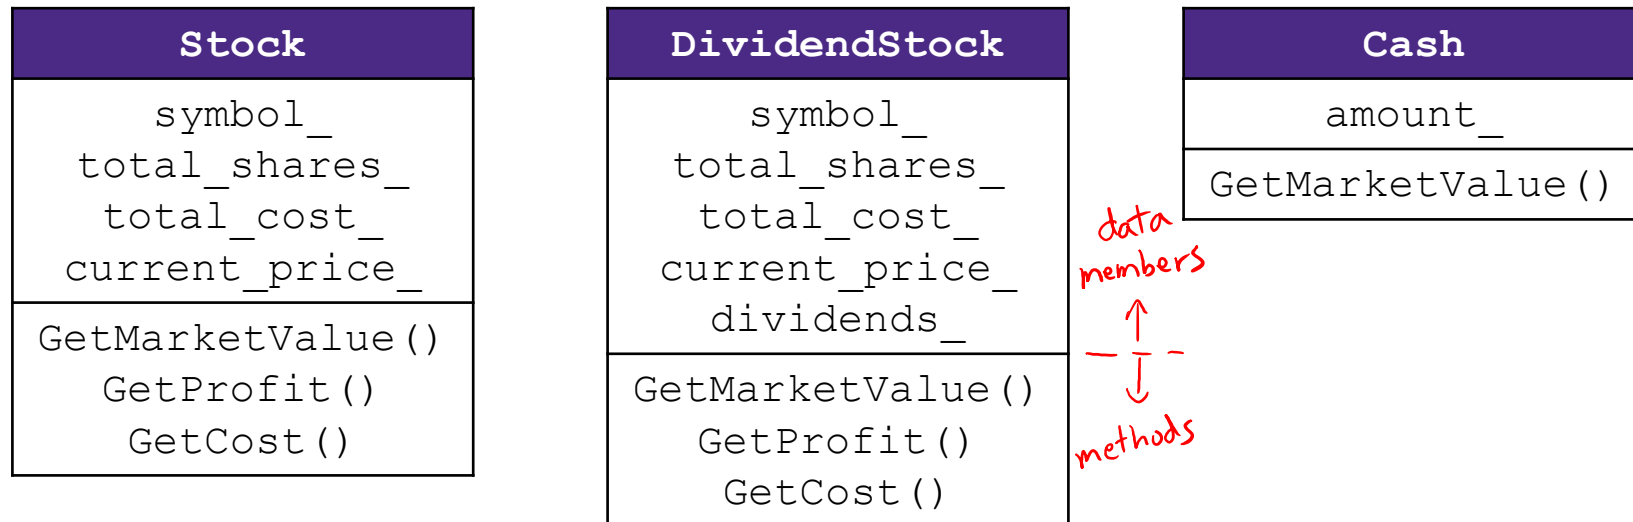 Stock
symbol_
total_shares_
total_cost_
current_price_
GetMarketValue()
GetProfit()
GetCost()
DividendStock
symbol_
total_shares_
total_cost_
current_price_
dividends_
GetMarketValue()
GetProfit()
GetCost()
data
members
methods
Cash
amount_
GetMarketValue()